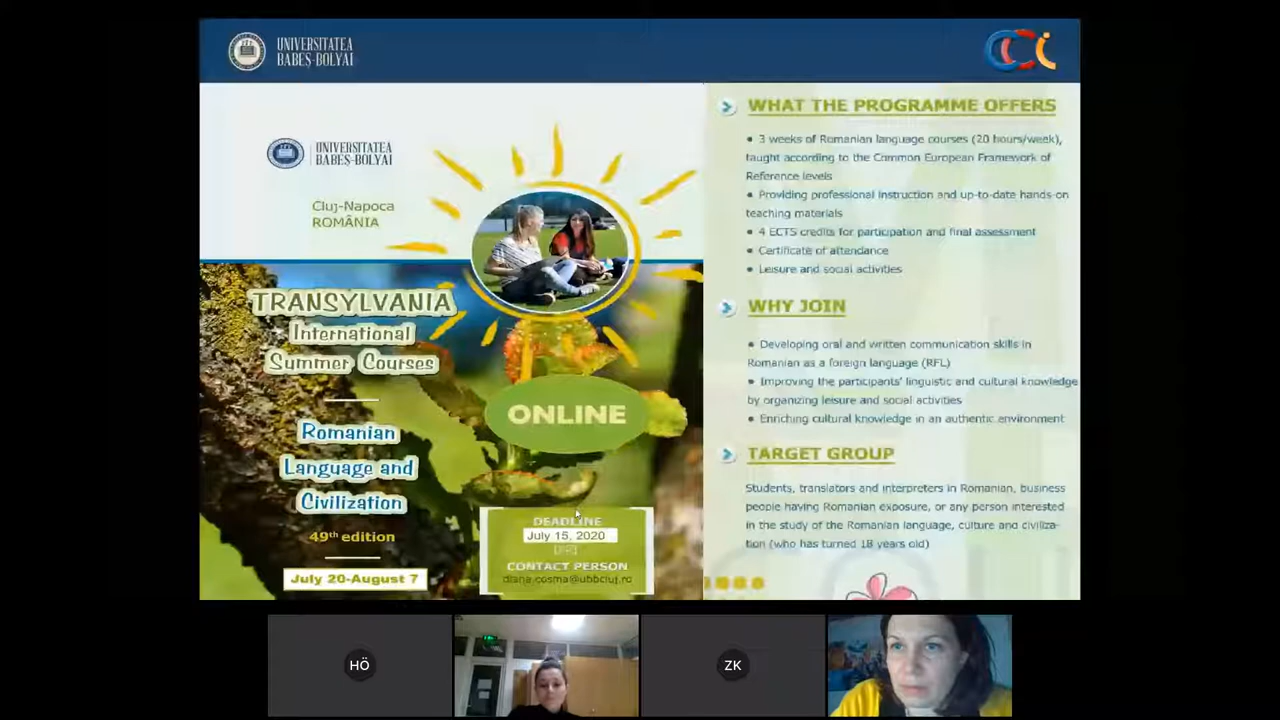 UNIVERSITATEA
BABEȘ-BOLYAI
UNIVERSITATEA
BABEȘ-BOLYAI
Cluj-Napoca
ROMÂNIA
TRANSYLVANIA
International
Summer Courses
Romanian
Language and
Civilization
49th edition
July 20-August 7
ONLINE
DEADLINE
July 15, 2020
CONTACT PERSON
diana.cosma@ubbcluj.ro
WHAT THE PROGRAMME OFFERS
• 3 weeks of Romanian language courses (20 hours/week),
taught according to the Common European Framework of
Reference levels
• Providing professional instruction and up-to-date hands-on
teaching materials
• 4 ECTS credits for participation and final assessment
• Certificate of attendance
• Leisure and social activities
WHY JOIN
• Developing oral and written communication skills in
Romanian as a foreign language (RFL)
• Improving the participants' linguistic and cultural knowledge
by organizing leisure and social activities
• Enriching cultural knowledge in an authentic environment
TARGET GROUP
Students, translators and interpreters in Romanian, business
people having Romanian exposure, or any person interested
in the study of the Romanian language, culture and civiliza-
tion (who has turned 18 years old)
HÖ
ZK